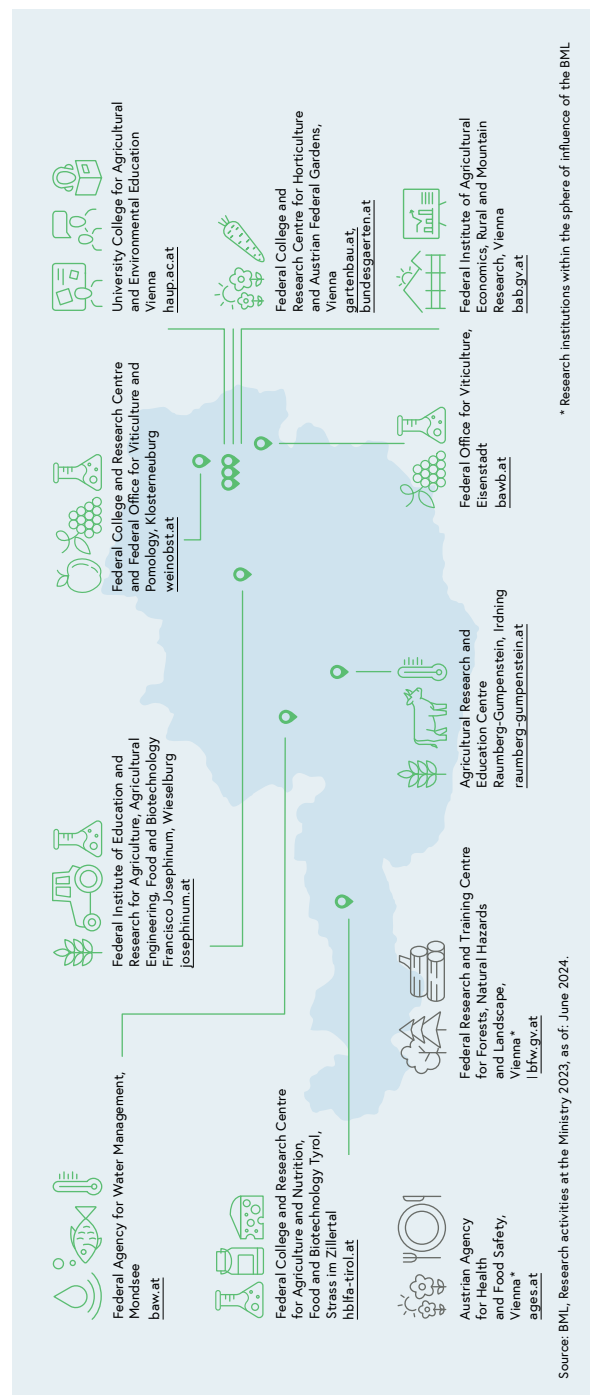 Federal Agency for Water Management,
Mondsee
baw.at
Federal Institute of Education and
Research for Agriculture, Agricultural
Engineering, Food and Biotechnology
Francisco Josephinum, Wieselburg
josephinum.at
Federal College and Research Centre
and Federal Office for Viticulture and
Pomology, Klosterneuburg
weinobst.at
University College for Agricultural
and Environmental Education
Vienna
haup.ac.at
Federal College and Research Centre
for Agriculture and Nutrition,
Food and Biotechnology Tyrol,
Strass im Zillertal
hblfa-tirol.at
Federal College and
Research Centre for Horticulture
and Austrian Federal Gardens,
Vienna
gartenbau.at,
bundesgaerten.at
Austrian Agency
for Health
and Food Safety,
Vienna*
ages.at
Federal Research and Training Centre
for Forests, Natural Hazards
and Landscape,
Vienna*
| bfw.gv.at
Agricultural Research and
Education Centre
Raumberg-Gumpenstein, Irdning
raumberg-gumpenstein.at
Federal Office for Viticulture,
Eisenstadt
bawb.at
Federal Institute of Agricultural
Economics, Rural and Mountain
Research, Vienna
bab.gv.at
Source: BML, Research activities at the Ministry 2023, as of: June 2024.
* Research institutions within the sphere of influence of the BML